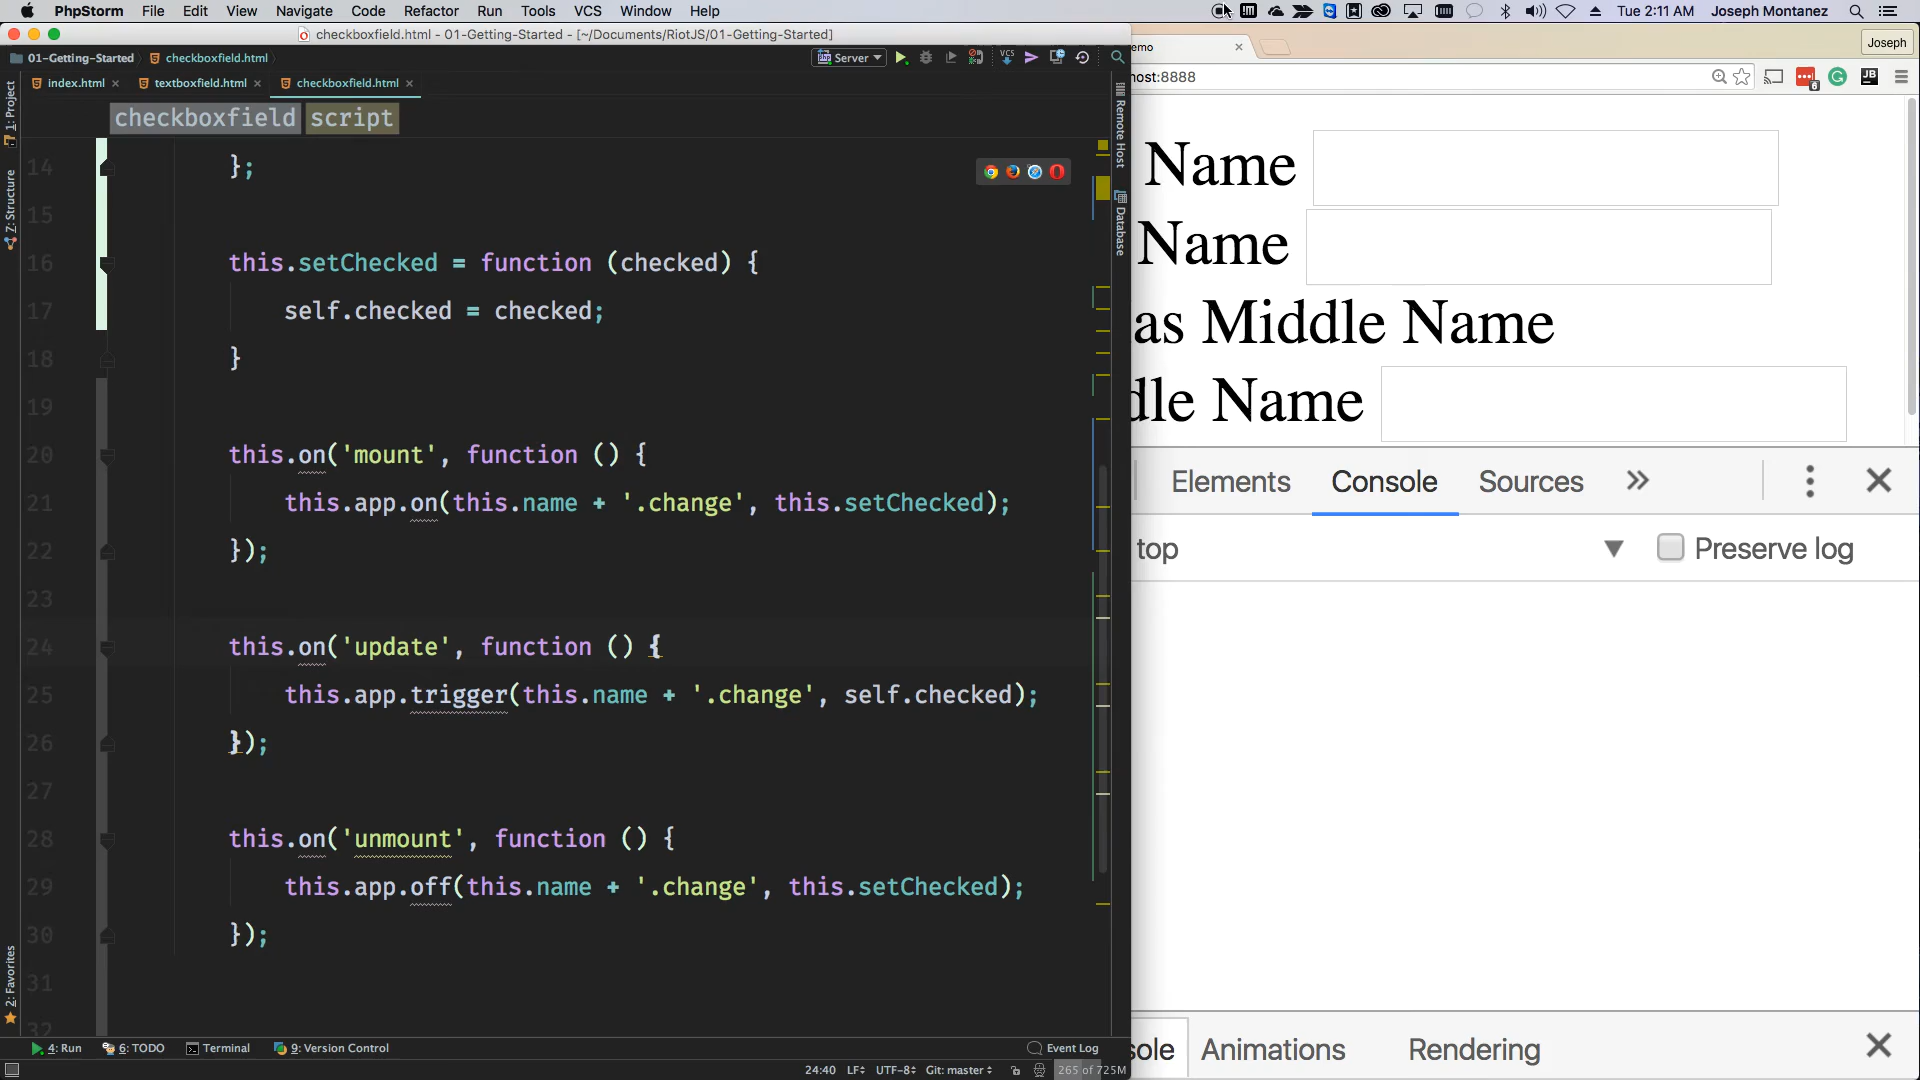 PhpStorm File Edit View Navigate Code Refactor Run Tools VCS Window Help Tue 2:11 AM Joseph Montanez
checkboxfield.html - 01-Getting-Started - [~/Documents/RiotJS/01-Getting-Started]
emo
Joseph
01-Getting-Started checkboxfield.html Server VCS
index.html textboxfield.html checkboxfield.html
ost:8888
6
JB
checkboxfield script
1: Project
Z: Structure
2: Favorites
Remote Host
Database
14 };
15
16 this.setChecked = function (checked) {
17 self.checked = checked;
18 }
19
20 this.on('mount', function () {
21 this.app.on(this.name + '.change', this.setChecked);
22 });
23
24 this.on('update', function () {
25 this.app.trigger(this.name + '.change', self.checked);
26 });
27
28 this.on('unmount', function () {
29 this.app.off(this.name + '.change', this.setChecked);
30 });
31
32
Name
Name
as Middle Name
dle Name
Elements Console Sources »
top Preserve log
sole Animations Rendering
4: Run 6: TODO Terminal 9: Version Control Event Log
24:40 LF÷ UTF-8÷ Git: master÷ 265 of 725M